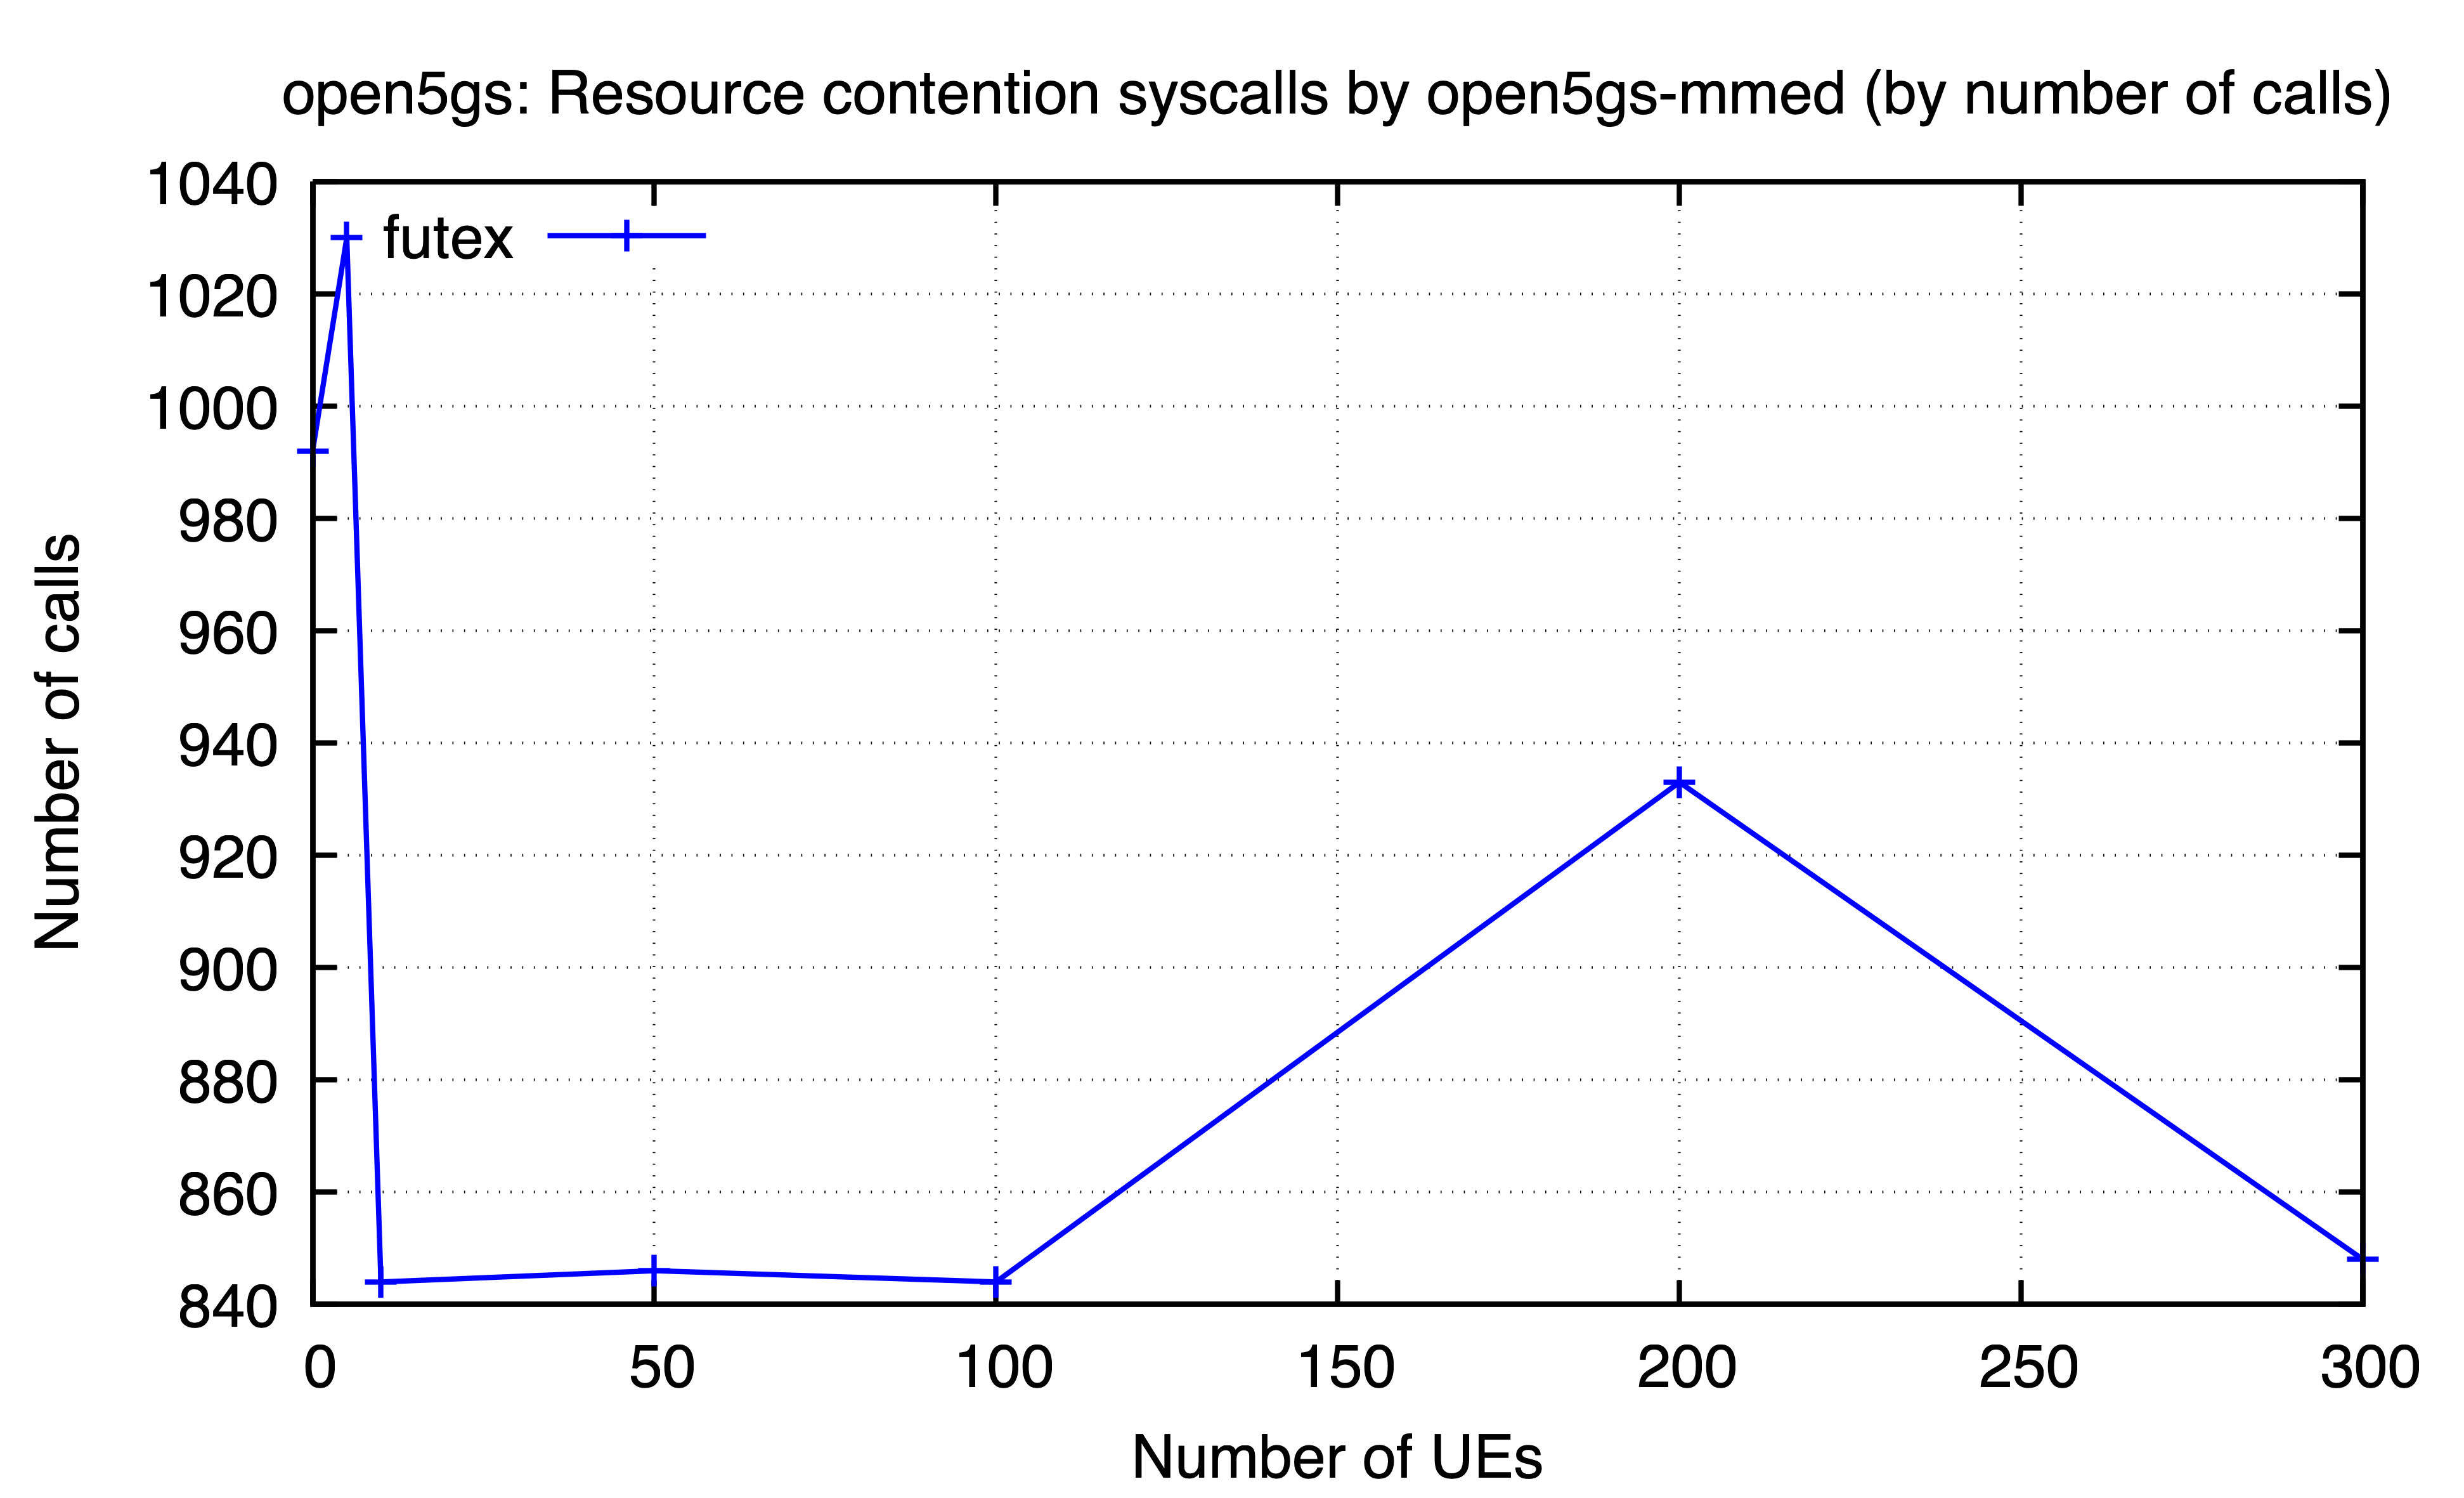 open5gs: Resource contention syscalls by open5gs-mmed (by number of calls)
1040
futex
1020
1000
980
960
940
920
900
880
860
840
Number of calls
0 50 100 150 200 250 300
Number of UEs